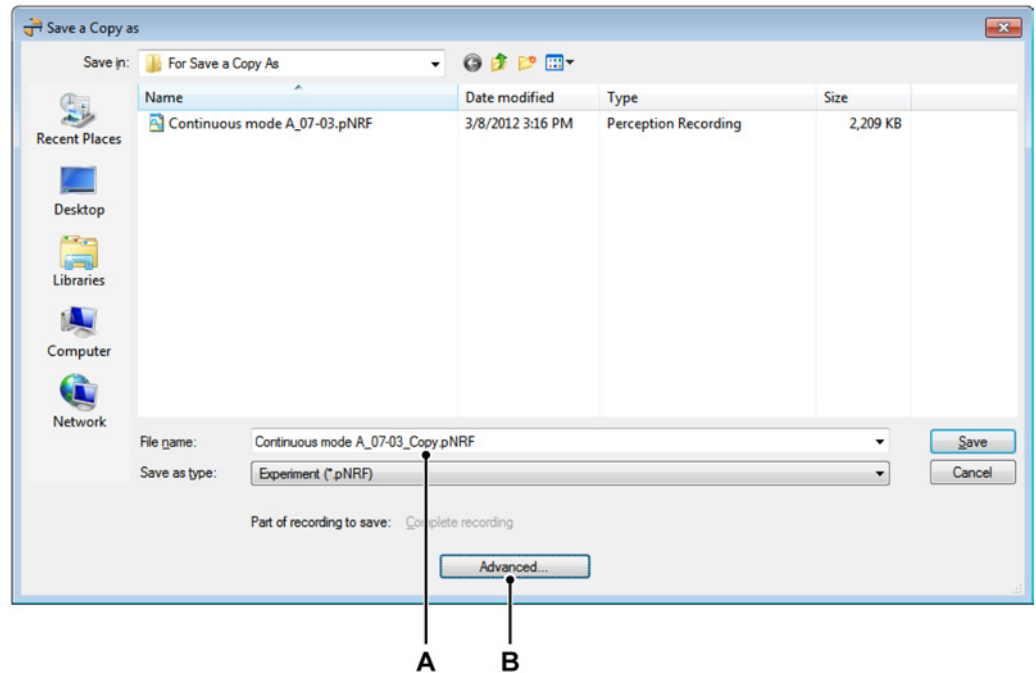 Save a Copy as
Save in: For Save a Copy As
Name Date modified Type Size
Continuous mode A_07-03.pNRF 3/8/2012 3:16 PM Perception Recording 2,209 KB
Recent Places
Desktop
Libraries
Computer
Network
File name: Continuous mode A_07-03_Copy.pNRF Save
Save as type: Experiment (*.pNRF) Cancel
Part of recording to save: Complete recording
Advanced...
A B